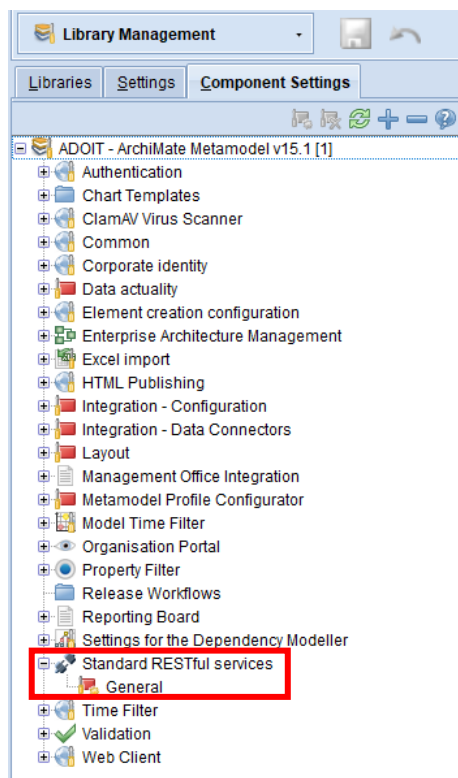 Library Management
Libraries Settings Component Settings
ADOIT - ArchiMate Metamodel v15.1 [1]
Authentication
Chart Templates
ClamAV Virus Scanner
Common
Corporate identity
Data actuality
Element creation configuration
Enterprise Architecture Management
Excel import
HTML Publishing
Integration - Configuration
Integration - Data Connectors
Layout
Management Office Integration
Metamodel Profile Configurator
Model Time Filter
Organisation Portal
Property Filter
Release Workflows
Reporting Board
Settings for the Dependency Modeller
Standard RESTful services
General
Time Filter
Validation
Web Client